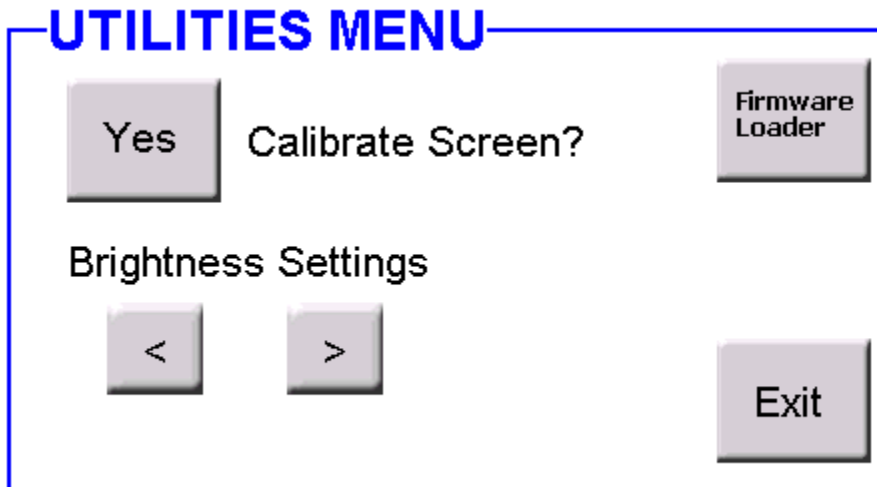 UTILITIES MENU
Yes
Calibrate Screen?
Firmware
Loader
Brightness Settings
<
>
Exit